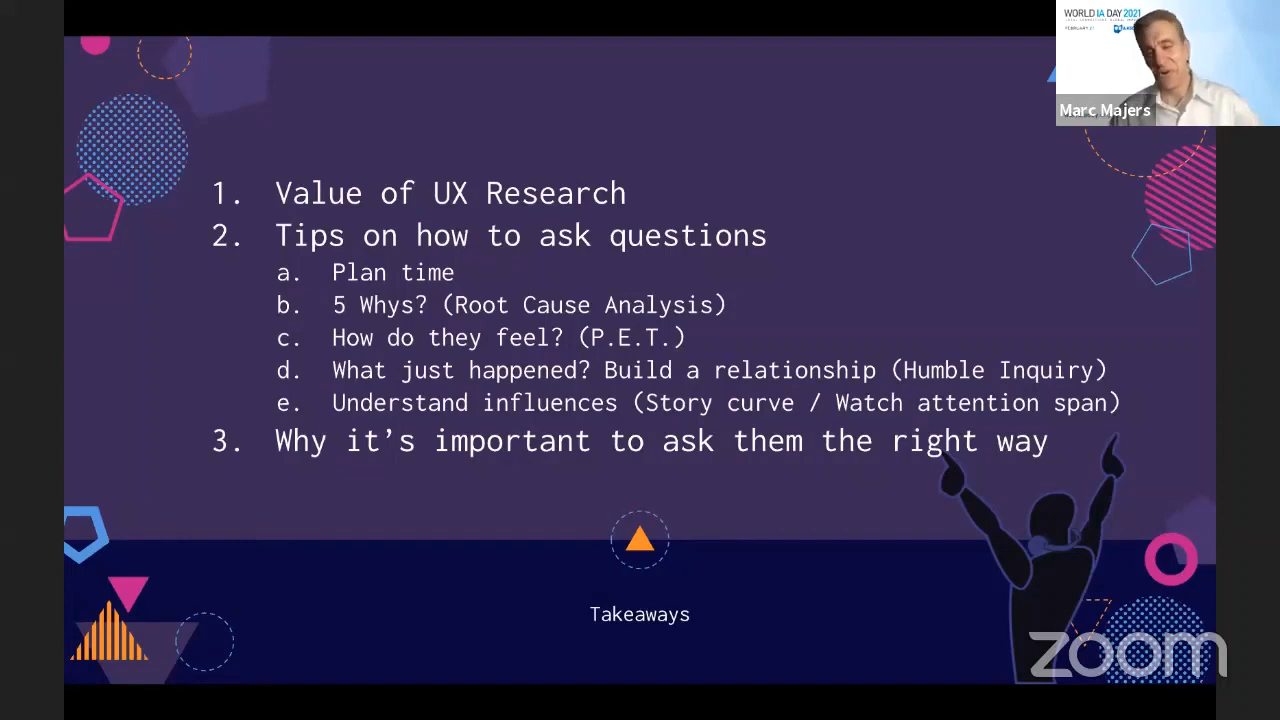 WORLD IA DAY 2021
Marc Majers
1. Value of UX Research
2. Tips on how to ask questions
a. Plan time
b. 5 Whys? (Root Cause Analysis)
c. How do they feel? (P.E.T.)
d. What just happened? Build a relationship (Humble Inquiry)
e. Understand influences (Story curve / Watch attention span)
3. Why it’s important to ask them the right way
Takeaways
zoom